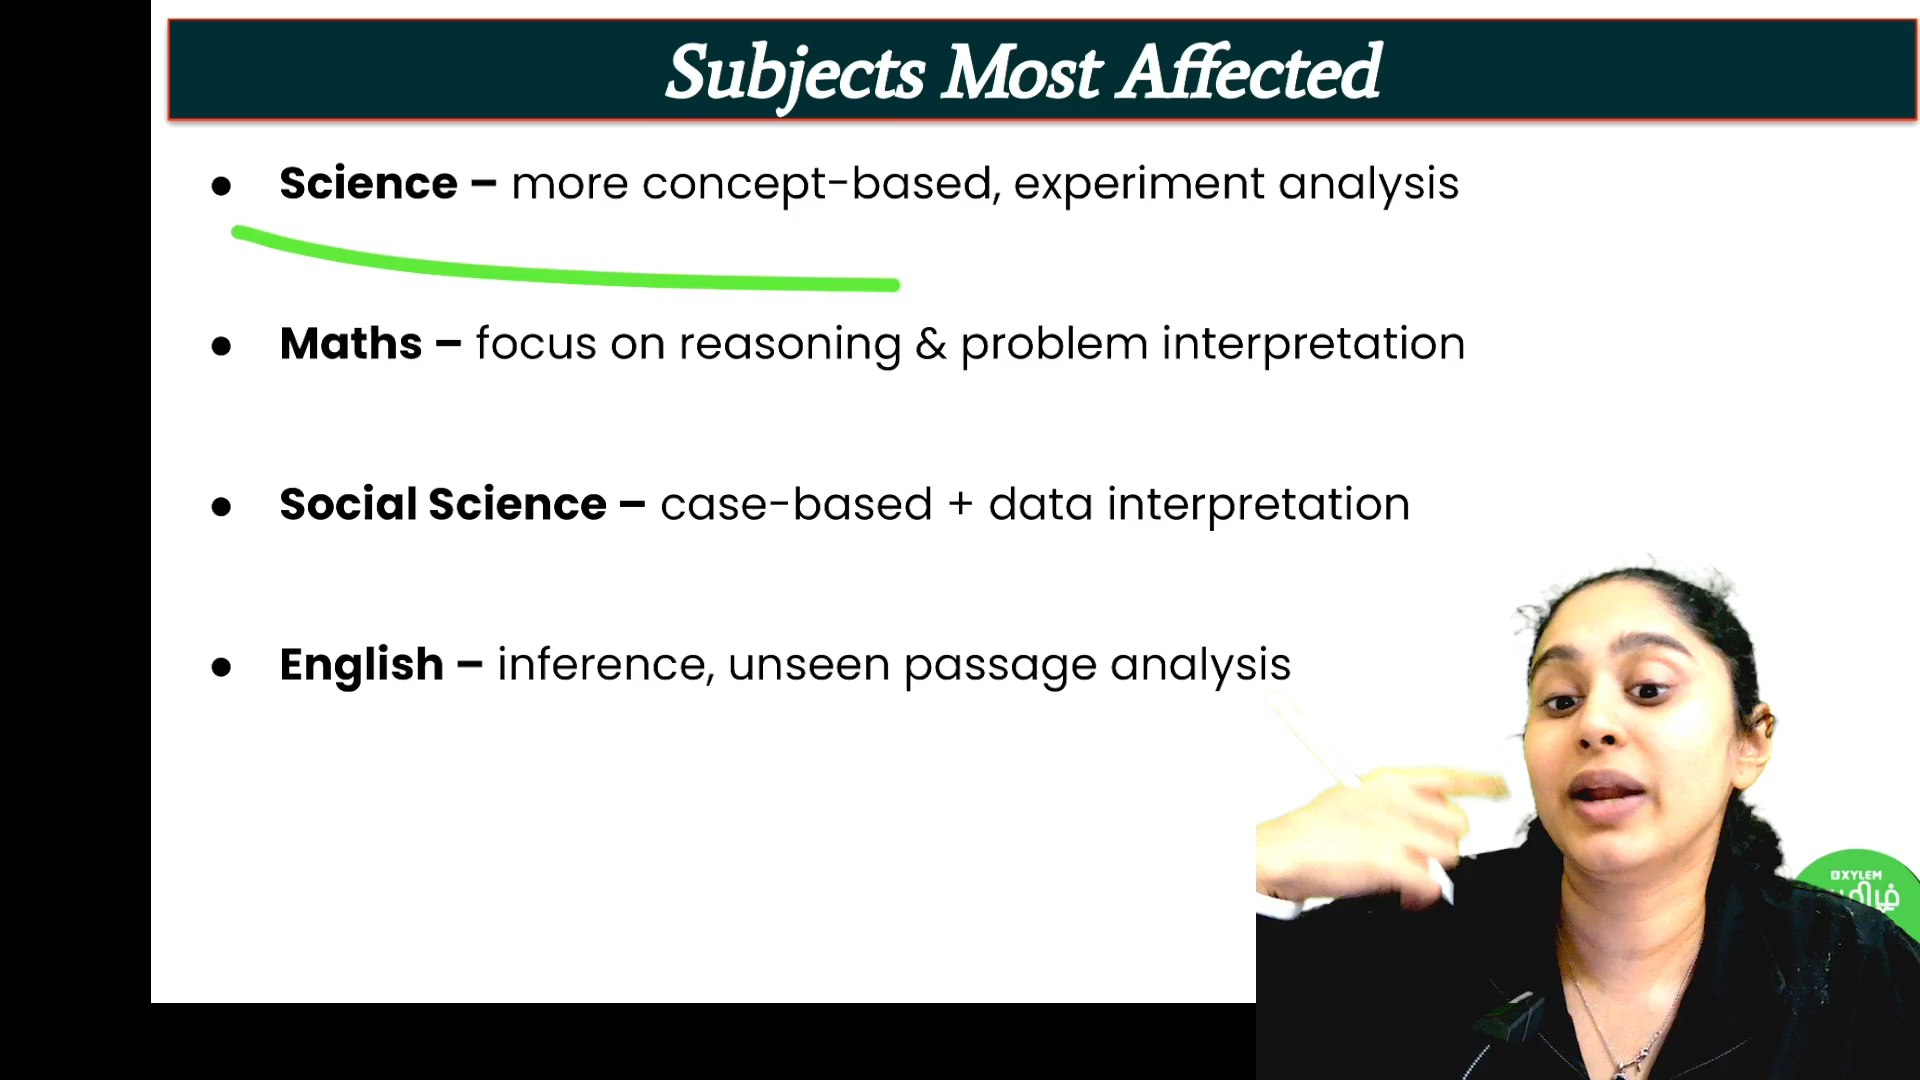 Subjects Most Affected
● Science – more concept-based, experiment analysis
● Maths – focus on reasoning & problem interpretation
● Social Science – case-based + data interpretation
● English – inference, unseen passage analysis
XYLEM